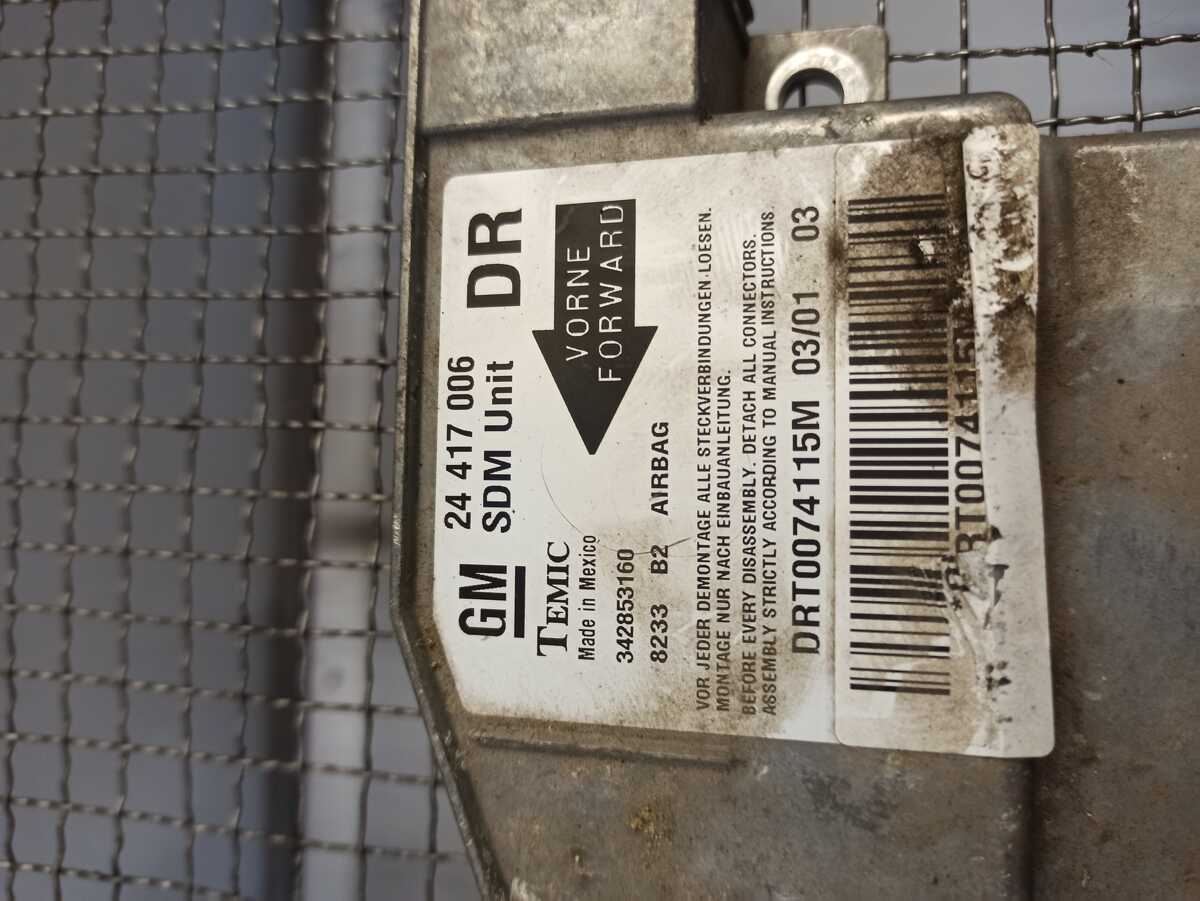 GM 24 417 006 DR
SDM Unit
TEMIC
Made in Mexico
VORNE
FORWARD
342853160
8233 B2 AIRBAG
VOR JEDER DEMONTAGE ALLE STECKVERBINDUNGEN LOESEN.
MONTAGE NUR NACH EINBAUANLEITUNG.
BEFORE EVERY DISASSEMBLY. DETACH ALL CONNECTORS.
ASSEMBLY STRICTLY ACCORDING TO MANUAL INSTRUCTIONS.
DRT0074115M 03/01 03